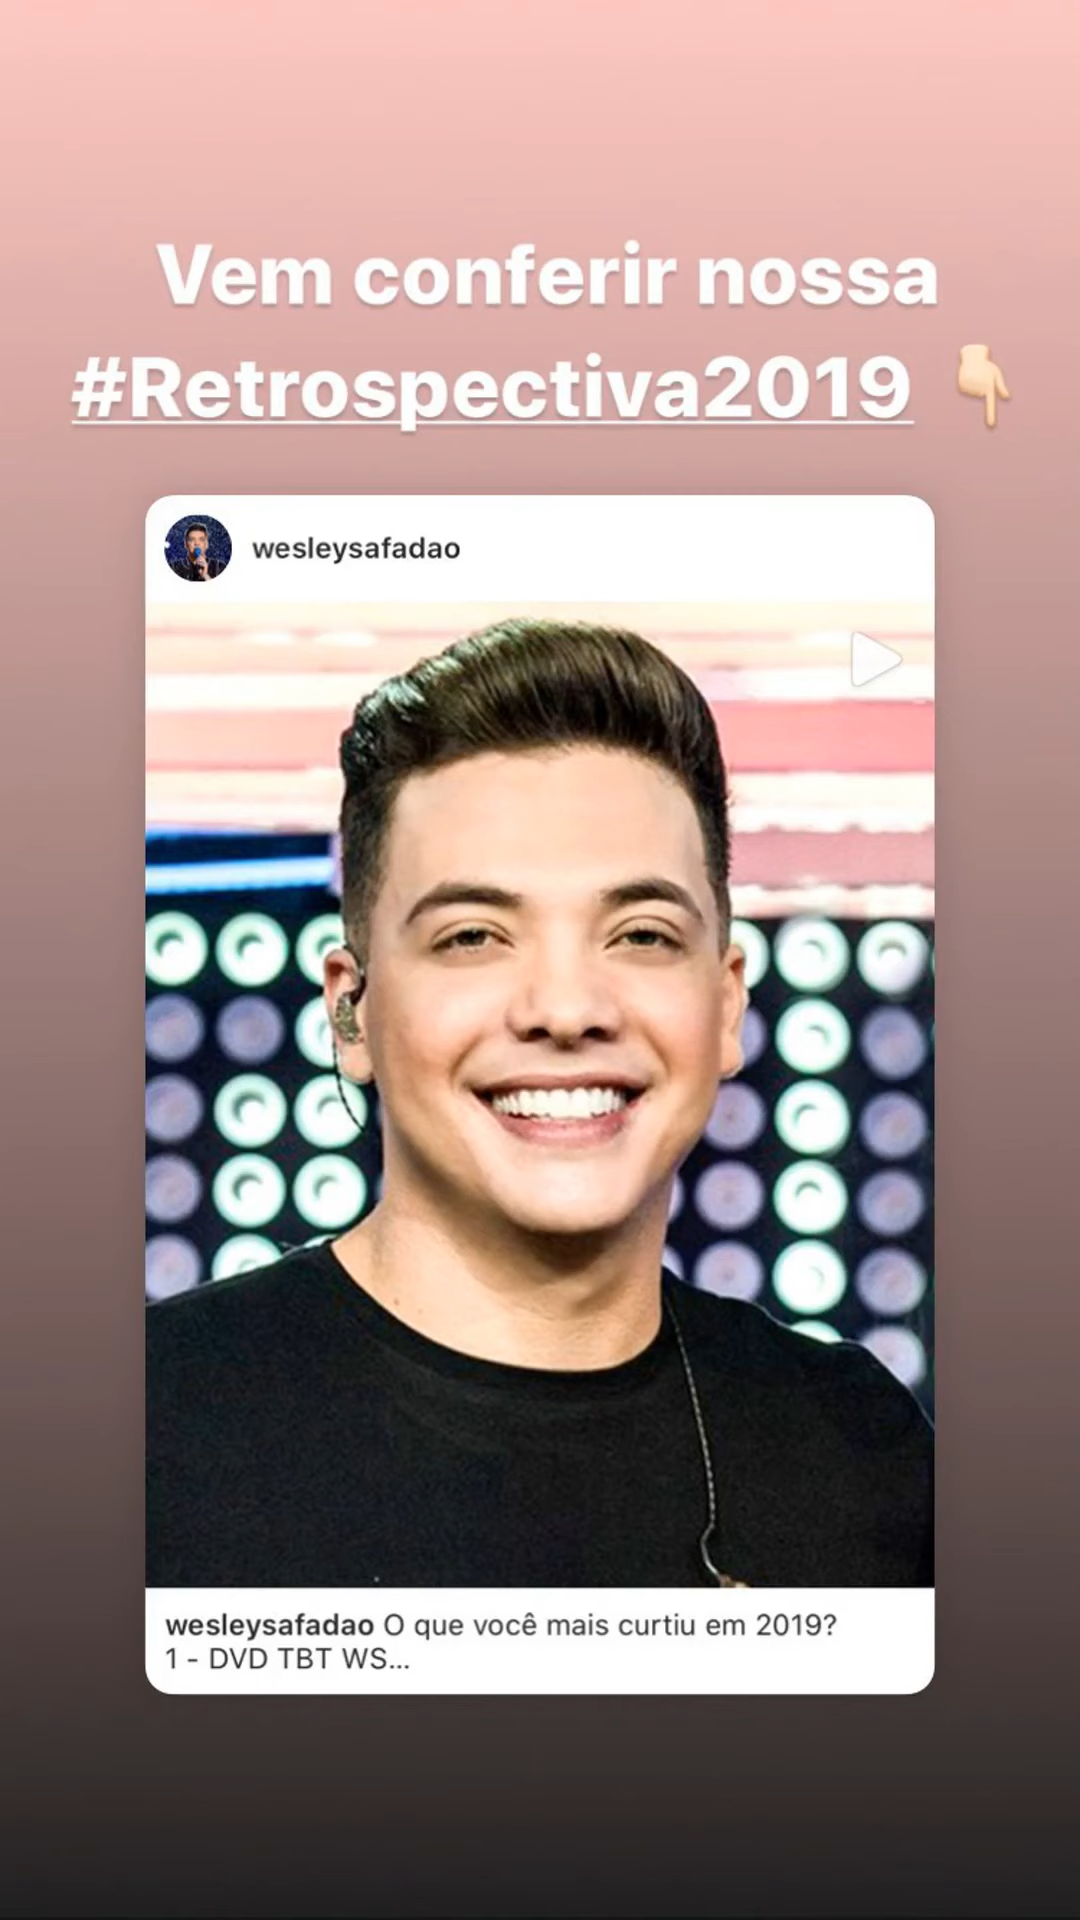 Vem conferir nossa
#Retrospectiva2019 👇🏻
wesleysafadao
wesleysafadao O que você mais curtiu em 2019?
1 - DVD TBT WS...